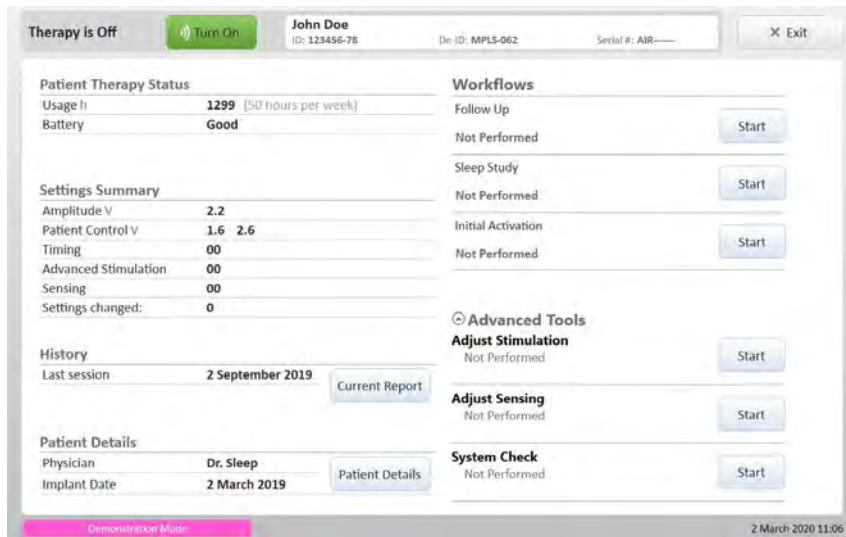 Therapy is Off
Turn On
John Doe
ID: 123456-78 De-ID: MPLS-062 Serial #: AIR------
× Exit
Patient Therapy Status
Usage h 1299 (50 hours per week)
Battery Good
Settings Summary
Amplitude V 2.2
Patient Control V 1.6 2.6
Timing 00
Advanced Stimulation 00
Sensing 00
Settings changed: 0
History
Last session 2 September 2019
Current Report
Patient Details
Physician Dr. Sleep
Implant Date 2 March 2019
Patient Details
Workflows
Follow Up
Not Performed
Start
Sleep Study
Not Performed
Start
Initial Activation
Not Performed
Start
Advanced Tools
Adjust Stimulation
Not Performed
Start
Adjust Sensing
Not Performed
Start
System Check
Not Performed
Start
Demonstration Mode
2 March 2020 11:06